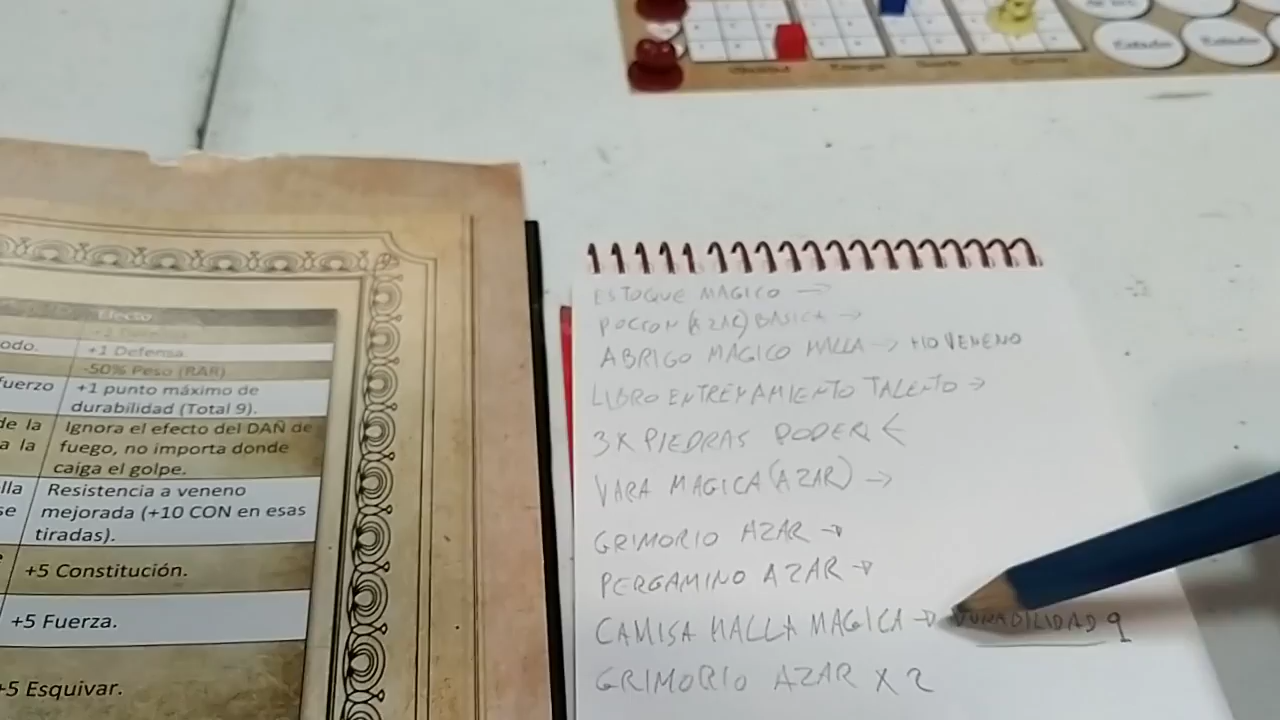 Estados
Estados
Efecto
odo.
+1 Defensa.
-50% Peso (RAR)
fuerzo
+1 punto máximo de
durabilidad (Total 9).
de la
a la
Ignora el efecto del DAÑ de
fuego, no importa donde
caiga el golpe.
lla
se
Resistencia a veneno
mejorada (+10 CON en esas
tiradas).
+5 Constitución.
+5 Fuerza.
+5 Esquivar.
ESTOQUE MAGICO →
POCION (AZAR) BASICA →
ABRIGO MAGICO MALLA → +10 VENENO
LIBRO ENTRENAMIENTO TALENTO →
3X PIEDRAS PODER ←
VARA MAGICA (AZAR) →
GRIMORIO AZAR →
PERGAMINO AZAR →
CAMISA MALLA MAGICA → DURABILIDAD 9
GRIMORIO AZAR X 2